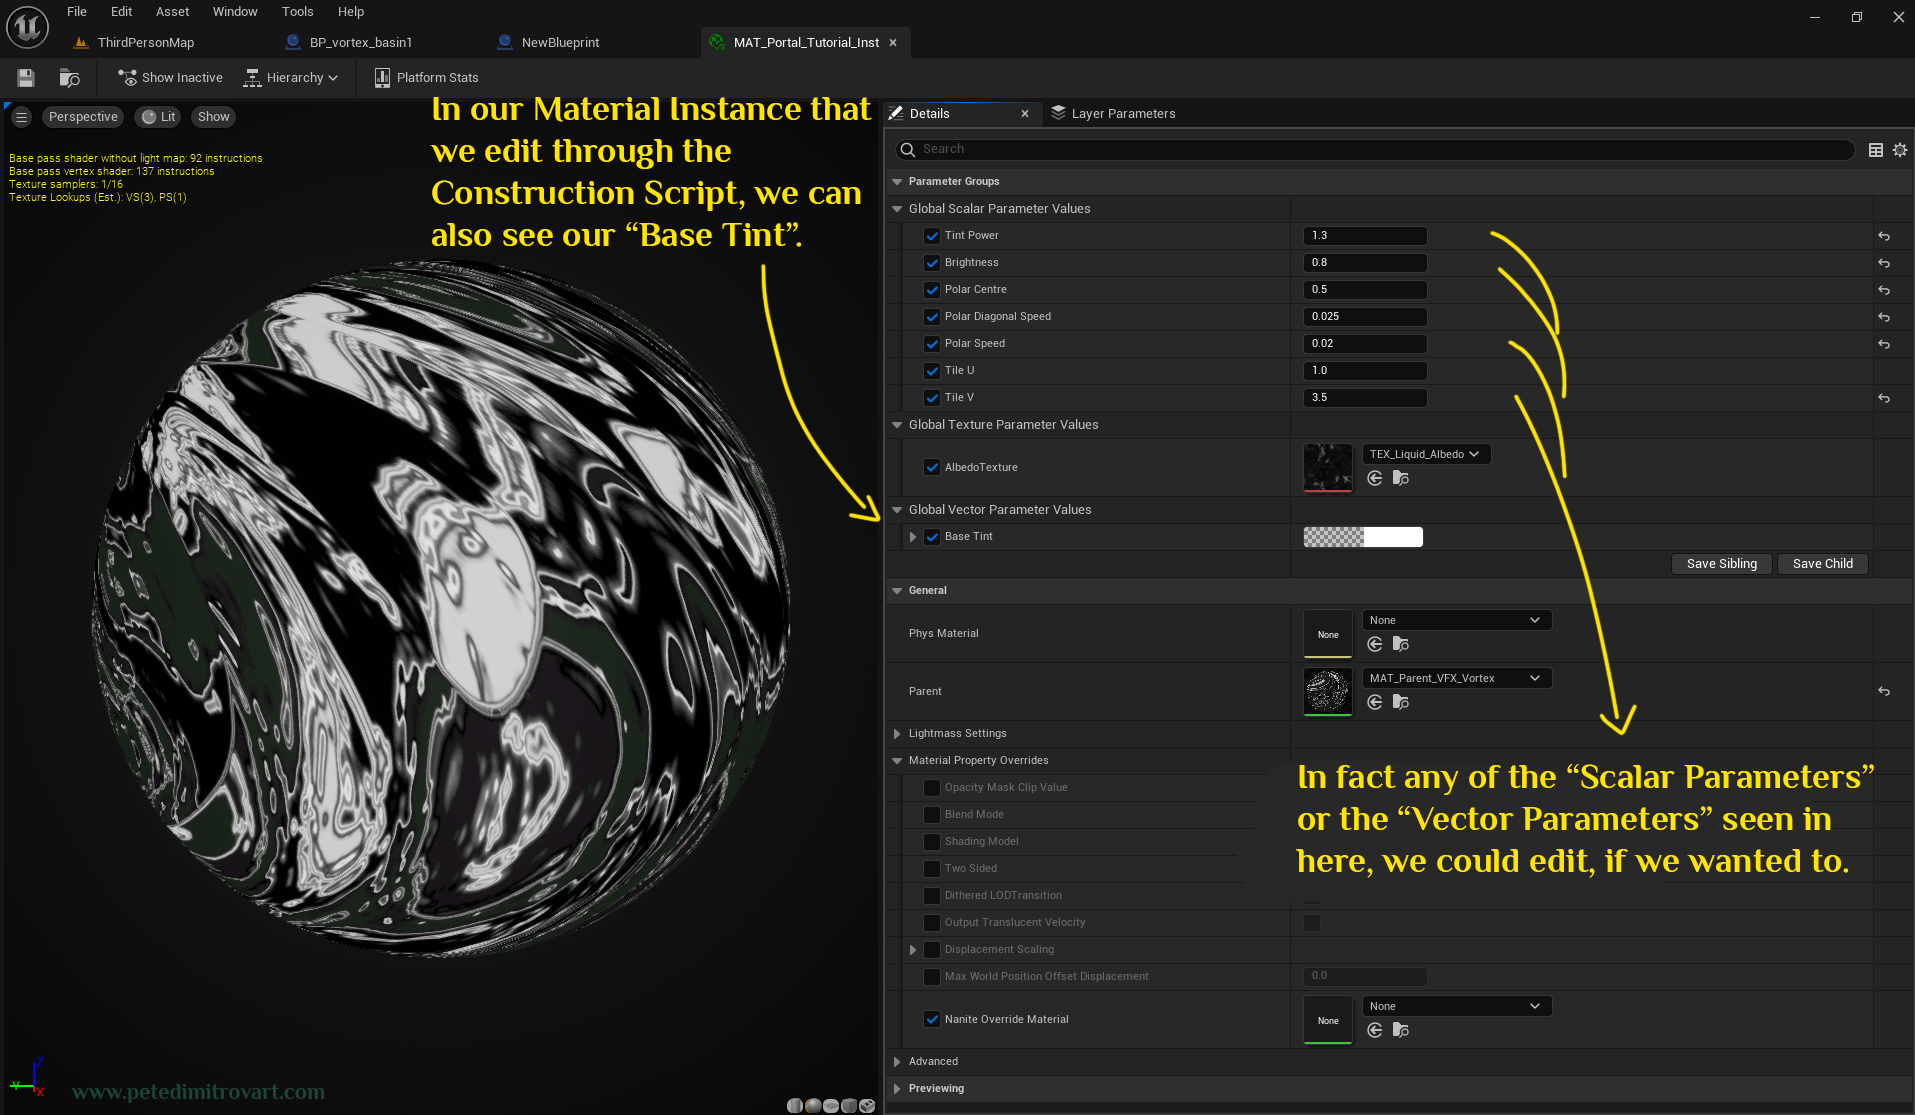 File Edit Asset Window Tools Help
ThirdPersonMap BP_vortex_basin1 NewBlueprint MAT_Portal_Tutorial_Inst
Show Inactive Hierarchy Platform Stats
Perspective Lit Show
Base pass shader without light map: 92 instructions
Base pass vertex shader: 137 instructions
Texture samplers: 1/16
Texture Lookups (Est.): VS(3), PS(1)
In our Material Instance that
we edit through the
Construction Script, we can
also see our “Base Tint”.
Details Layer Parameters
Search
Parameter Groups
Global Scalar Parameter Values
Tint Power 1.3
Brightness 0.8
Polar Centre 0.5
Polar Diagonal Speed 0.025
Polar Speed 0.02
Tile U 1.0
Tile V 3.5
Global Texture Parameter Values
AlbedoTexture TEX_Liquid_Albedo
Global Vector Parameter Values
Base Tint
Save Sibling Save Child
General
Phys Material None None
Parent MAT_Parent_VFX_Vortex
Lightmass Settings
Material Property Overrides
Opacity Mask Clip Value
Blend Mode
Shading Model
Two Sided
Dithered LODTransition
Output Translucent Velocity
Displacement Scaling
Max World Position Offset Displacement 0.0
Nanite Override Material None None
Advanced
Previewing
In fact any of the “Scalar Parameters”
or the “Vector Parameters” seen in
here, we could edit, if we wanted to.
Z
Y
X
www.petedimitrovart.com